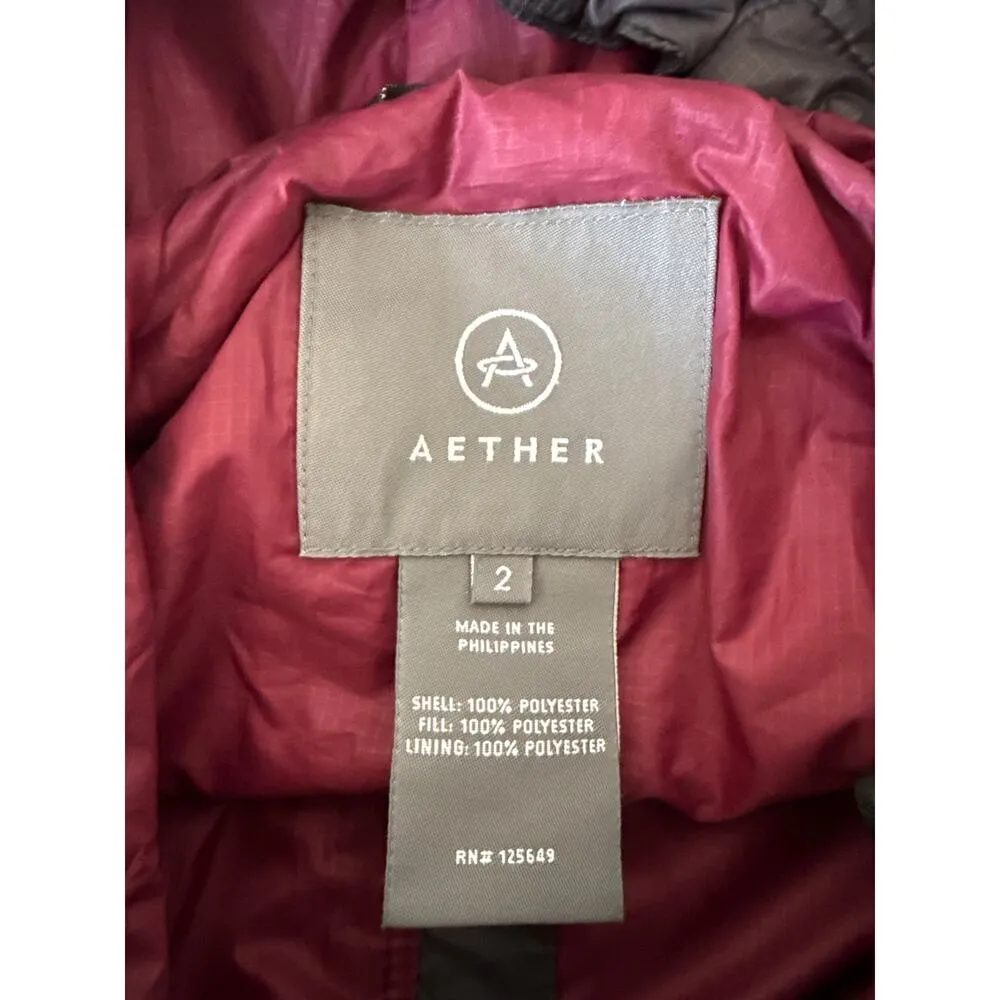 AETHER
2
MADE IN THE
PHILIPPINES
SHELL: 100% POLYESTER
FILL: 100% POLYESTER
LINING: 100% POLYESTER
RN# 125649